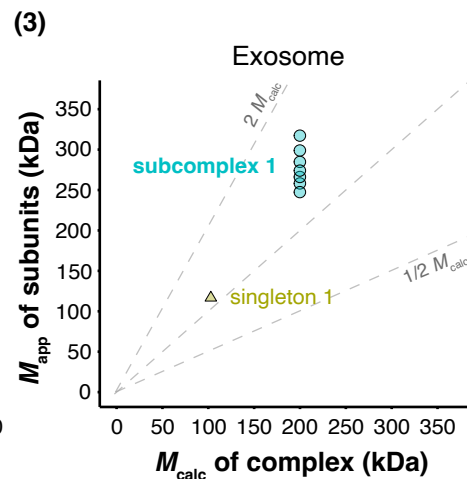 (3)
Exosome
2 Mcalc
350
300
subcomplex 1
250
200
150
1/2 Mcalc
singleton 1
100
50
0
Mapp of subunits (kDa)
0 50 100 150 200 250 300 350
Mcalc of complex (kDa)